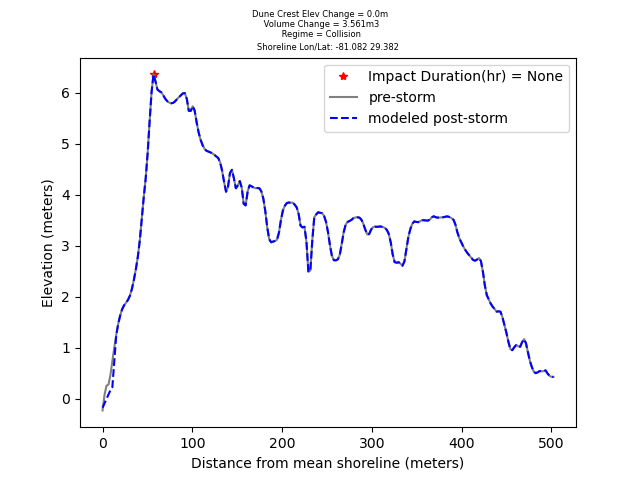 Dune Crest Elev Change = 0.0m
Volume Change = 3.561m3
Regime = Collision
Shoreline Lon/Lat: -81.082 29.382
Impact Duration(hr) = None
pre-storm
modeled post-storm
6
5
4
3
2
1
0
Elevation (meters)
0 100 200 300 400 500
Distance from mean shoreline (meters)